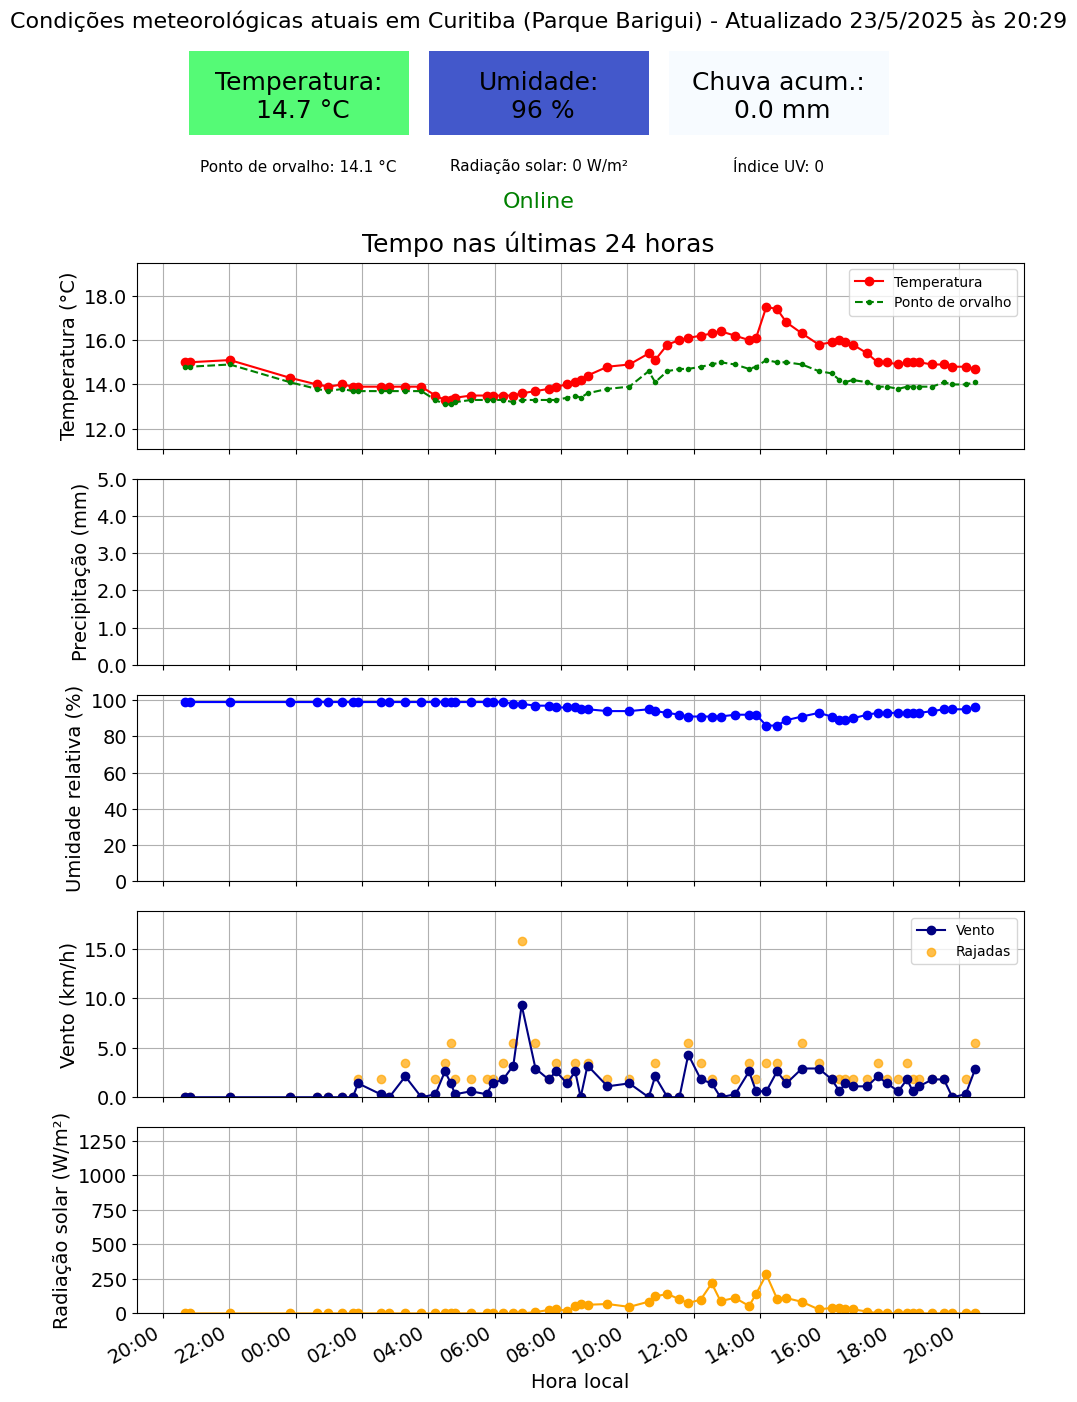 Condições meteorológicas atuais em Curitiba (Parque Barigui) - Atualizado 23/5/2025 às 20:29
Temperatura:
14.7 °C
Umidade:
96 %
Chuva acum.:
0.0 mm
Ponto de orvalho: 14.1 °C
Radiação solar: 0 W/m²
Índice UV: 0
Online
Tempo nas últimas 24 horas
Temperatura (°C)
18.0
16.0
14.0
12.0
Temperatura
Ponto de orvalho
Precipitação (mm)
5.0
4.0
3.0
2.0
1.0
0.0
Umidade relativa (%)
100
80
60
40
20
0
Vento (km/h)
15.0
10.0
5.0
0.0
Vento
Rajadas
Radiação solar (W/m²)
1250
1000
750
500
250
0
20:00
22:00
00:00
02:00
04:00
06:00
08:00
10:00
12:00
14:00
16:00
18:00
20:00
Hora local